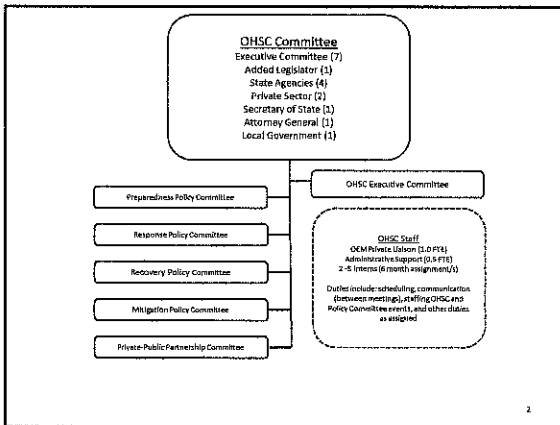 OHSC Committee
Executive Committee (7)
Added Legislator (1)
State Agencies (4)
Private Sector (2)
Secretary of State (1)
Attorney General (1)
Local Government (1)
OHSC Executive Committee
Preparedness Policy Committee
Response Policy Committee
Recovery Policy Committee
Mitigation Policy Committee
Private-Public Partnership Committee
OHSC Staff
OEM Private Liaison (1.0 FTE)
Administrative Support (0.5 FTE)
2 -5 Interns (6 month assignment/s)
Duties include: scheduling, communication
(between meetings), staffing OHSC and
Policy Committee events, and other duties
as assigned
2